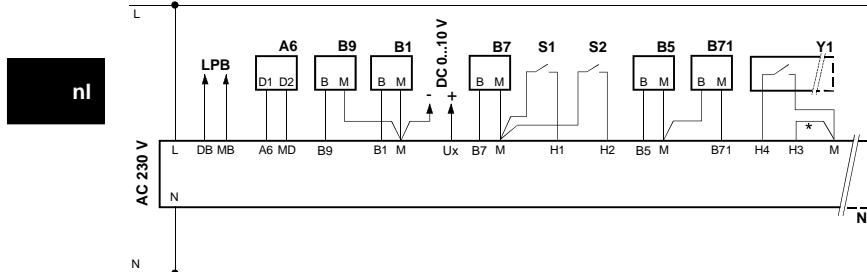 L
nl
LPB
A6
B9
B1
DC 0...10 V
B7
S1
S2
B5
B71
Y1
D1 D2
B M
B M
- +
B M
B M
B M
*
L DB MB A6 MD B9 B1 M Ux B7 M H1 H2 B5 M B71 H4 H3 M
AC 230 V
N
N
N